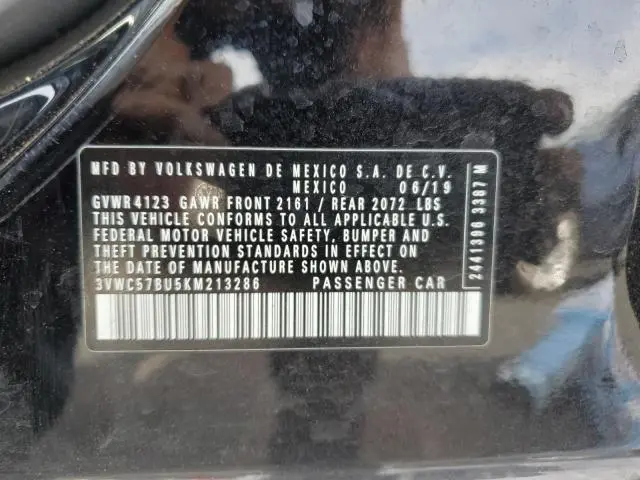 MFD BY VOLKSWAGEN DE MEXICO S.A. DE C.V.
MEXICO 06/19
GVWR 4123 GAWR FRONT 2161 / REAR 2072 LBS
THIS VEHICLE CONFORMS TO ALL APPLICABLE U.S.
FEDERAL MOTOR VEHICLE SAFETY, BUMPER AND
THEFT PREVENTION STANDARDS IN EFFECT ON
THE DATE OF MANUFACTURE SHOWN ABOVE.
3VWC57BU5KM213286 PASSENGER CAR
2441396 3387 M